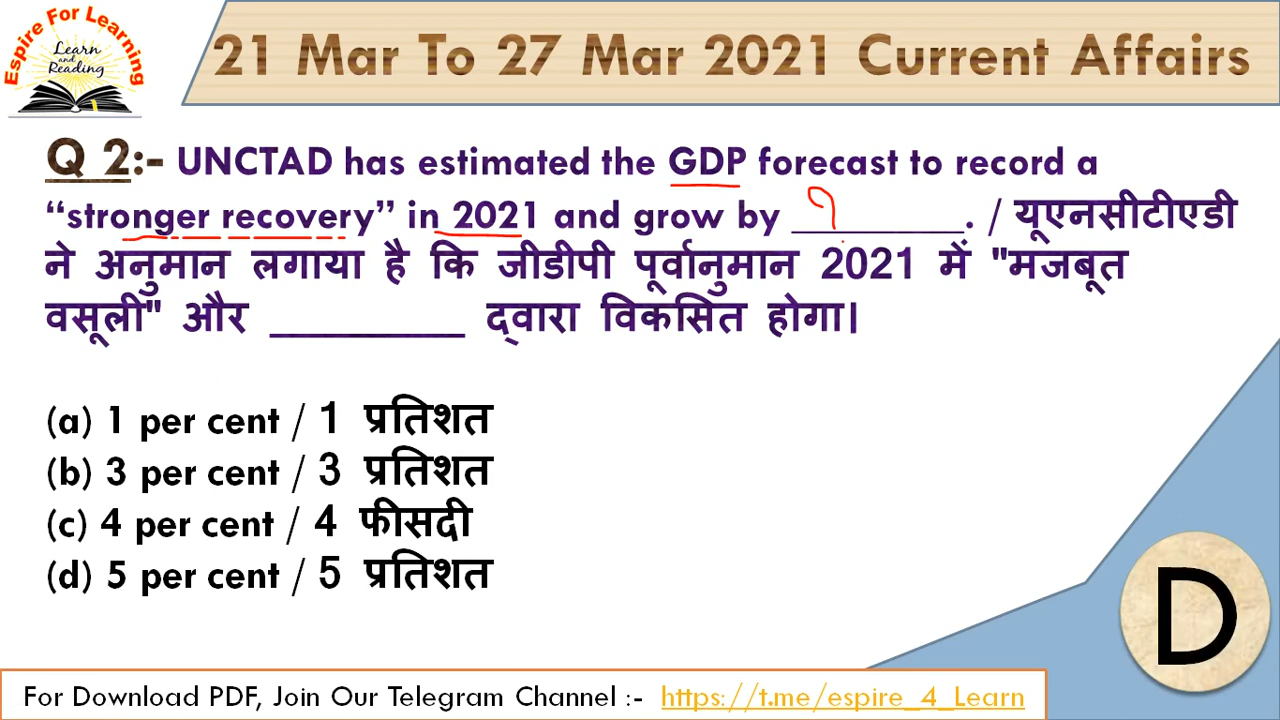 Espire For Learning
Learn
and
Reading
21 Mar To 27 Mar 2021 Current Affairs
Q 2:- UNCTAD has estimated the GDP forecast to record a
“stronger recovery” in 2021 and grow by ________. / यूएनसीटीएडी
ने अनुमान लगाया है कि जीडीपी पूर्वानुमान 2021 में "मजबूत
वसूली" और _________ द्वारा विकसित होगा।
(a) 1 per cent / 1 प्रतिशत
(b) 3 per cent / 3 प्रतिशत
(c) 4 per cent / 4 फीसदी
(d) 5 per cent / 5 प्रतिशत
D
For Download PDF, Join Our Telegram Channel :- https://t.me/espire_4_Learn